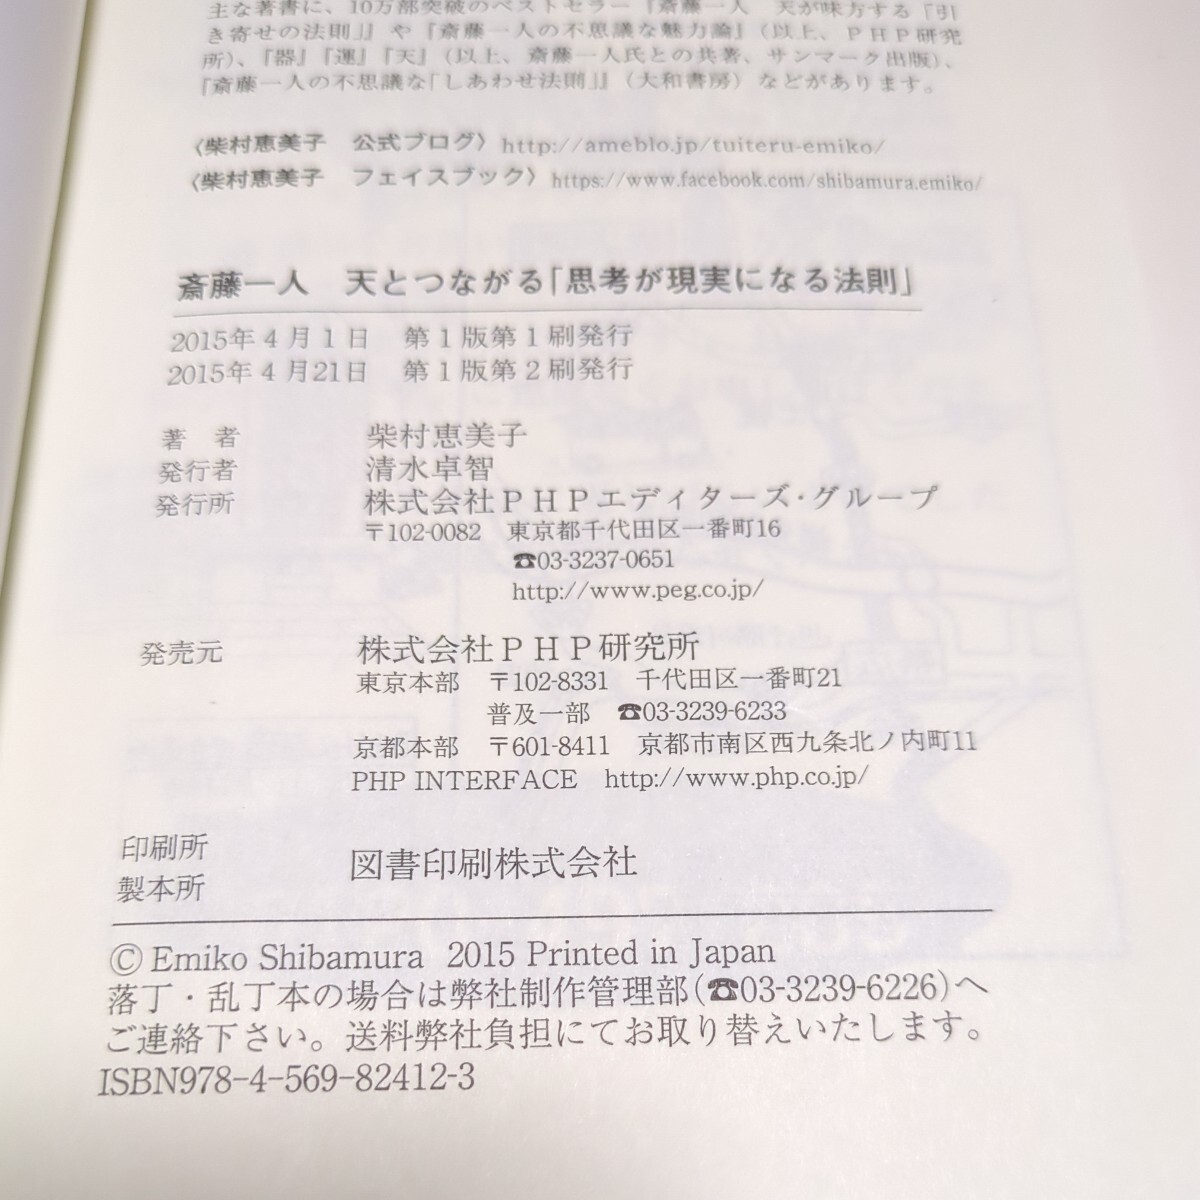 主な著書に、10万部突破のベストセラー『斎藤一人　天が味方する「引
き寄せの法則」』や『斎藤一人の不思議な魅力論』(以上、ＰＨＰ研究
所)、『器』『運』『天』(以上、斎藤一人氏との共著、サンマーク出版)、
『斎藤一人の不思議な「しあわせ法則」』(大和書房) などがあります。
〈柴村恵美子　公式ブログ〉http://ameblo.jp/tuiteru-emiko/
〈柴村恵美子　フェイスブック〉https://www.facebook.com/shibamura.emiko/
斎藤一人　天とつながる「思考が現実になる法則」
2015年４月１日　第１版第１刷発行
2015年４月21日　第１版第２刷発行
著　者　柴村恵美子
発行者　清水卓智
発行所　株式会社ＰＨＰエディターズ・グループ
〒102-0082　東京都千代田区一番町16
☎03-3237-0651
http://www.peg.co.jp/
発売元　株式会社ＰＨＰ研究所
東京本部　〒102-8331　千代田区一番町21
普及一部　☎03-3239-6233
京都本部　〒601-8411　京都市南区西九条北ノ内町11
PHP INTERFACE　http://www.php.co.jp/
印刷所
製本所　図書印刷株式会社
© Emiko Shibamura 2015 Printed in Japan
落丁・乱丁本の場合は弊社制作管理部(☎03-3239-6226)へ
ご連絡下さい。送料弊社負担にてお取り替えいたします。
ISBN978-4-569-82412-3